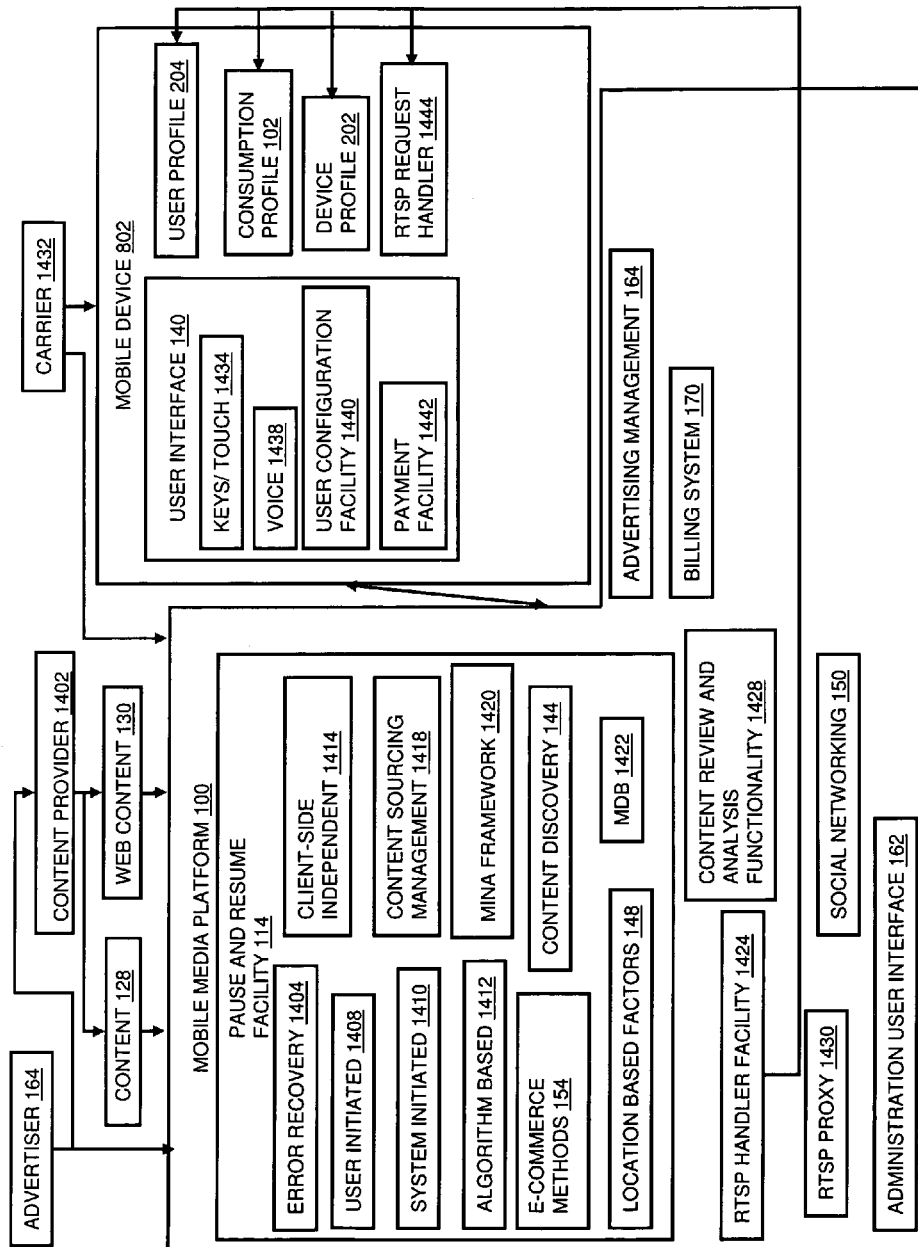 ADVERTISER 164
CONTENT PROVIDER 1402
CARRIER 1432
CONTENT 128
WEB CONTENT 130
MOBILE MEDIA PLATFORM 100
PAUSE AND RESUME
FACILITY 114
ERROR RECOVERY 1404
USER INITIATED 1408
SYSTEM INITIATED 1410
ALGORITHM BASED 1412
E-COMMERCE
METHODS 154
LOCATION BASED FACTORS 148
CLIENT-SIDE
INDEPENDENT 1414
CONTENT SOURCING
MANAGEMENT 1418
MINA FRAMEWORK 1420
CONTENT DISCOVERY 144
MDB 1422
RTSP HANDLER FACILITY 1424
CONTENT REVIEW AND
ANALYSIS
FUNCTIONALITY 1428
RTSP PROXY 1430
SOCIAL NETWORKING 150
ADMINISTRATION USER INTERFACE 162
ADVERTISING MANAGEMENT 164
BILLING SYSTEM 170
MOBILE DEVICE 802
USER INTERFACE 140
KEYS/ TOUCH 1434
VOICE 1438
USER CONFIGURATION
FACILITY 1440
PAYMENT
FACILITY 1442
USER PROFILE 204
CONSUMPTION
PROFILE 102
DEVICE
PROFILE 202
RTSP REQUEST
HANDLER 1444